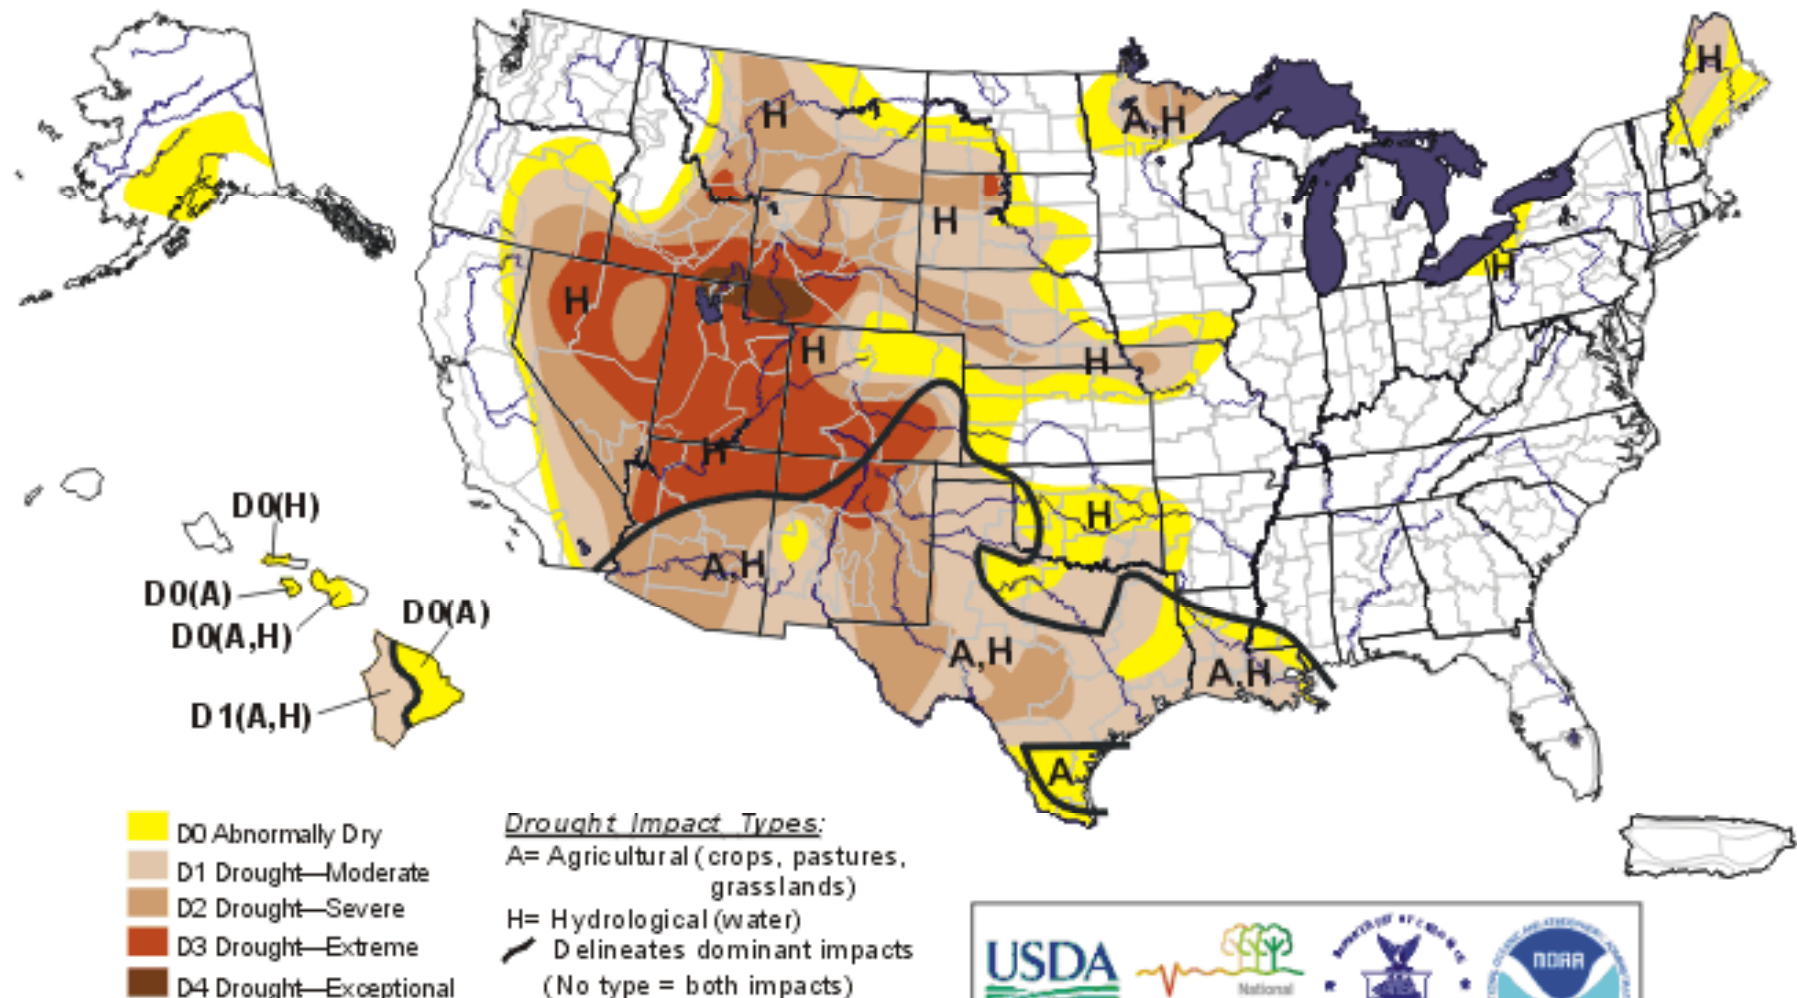 H
H
A,H
H
H
H
H
H
H
D0(H)
H
A,H
D0(A)
D0(A)
D0(A,H)
A,H
A,H
D1(A,H)
A
D0 Abnormally Dry
D1 Drought—Moderate
D2 Drought—Severe
D3 Drought—Extreme
D4 Drought—Exceptional
Drought Impact Types:
A= Agricultural (crops, pastures,
grasslands)
H= Hydrological (water)
Delineates dominant impacts
(No type = both impacts)
USDA
National
NOAA